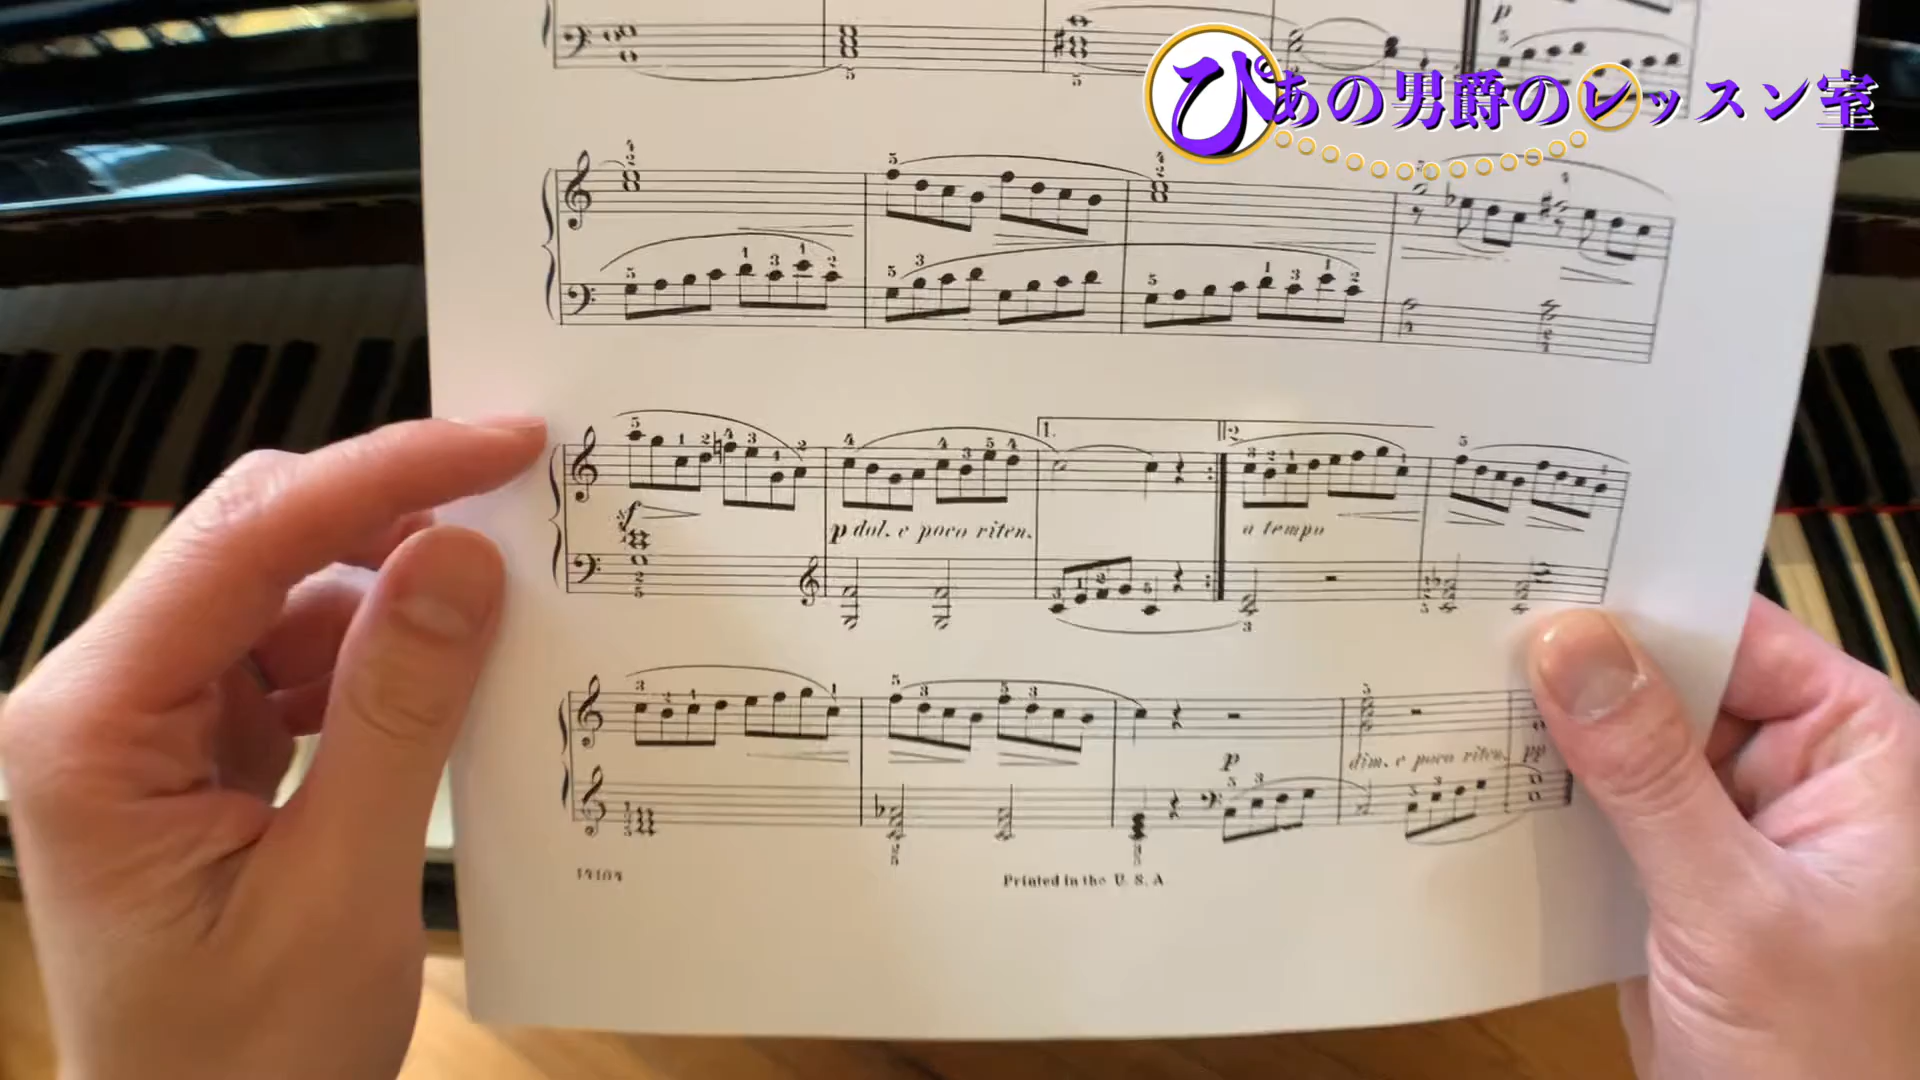 ぴあの男爵のレッスン室
p
sf
p dol. e poco riten.
1.
2.
a tempo
p
dim. e poco riten.
pp
Printed in the U. S. A